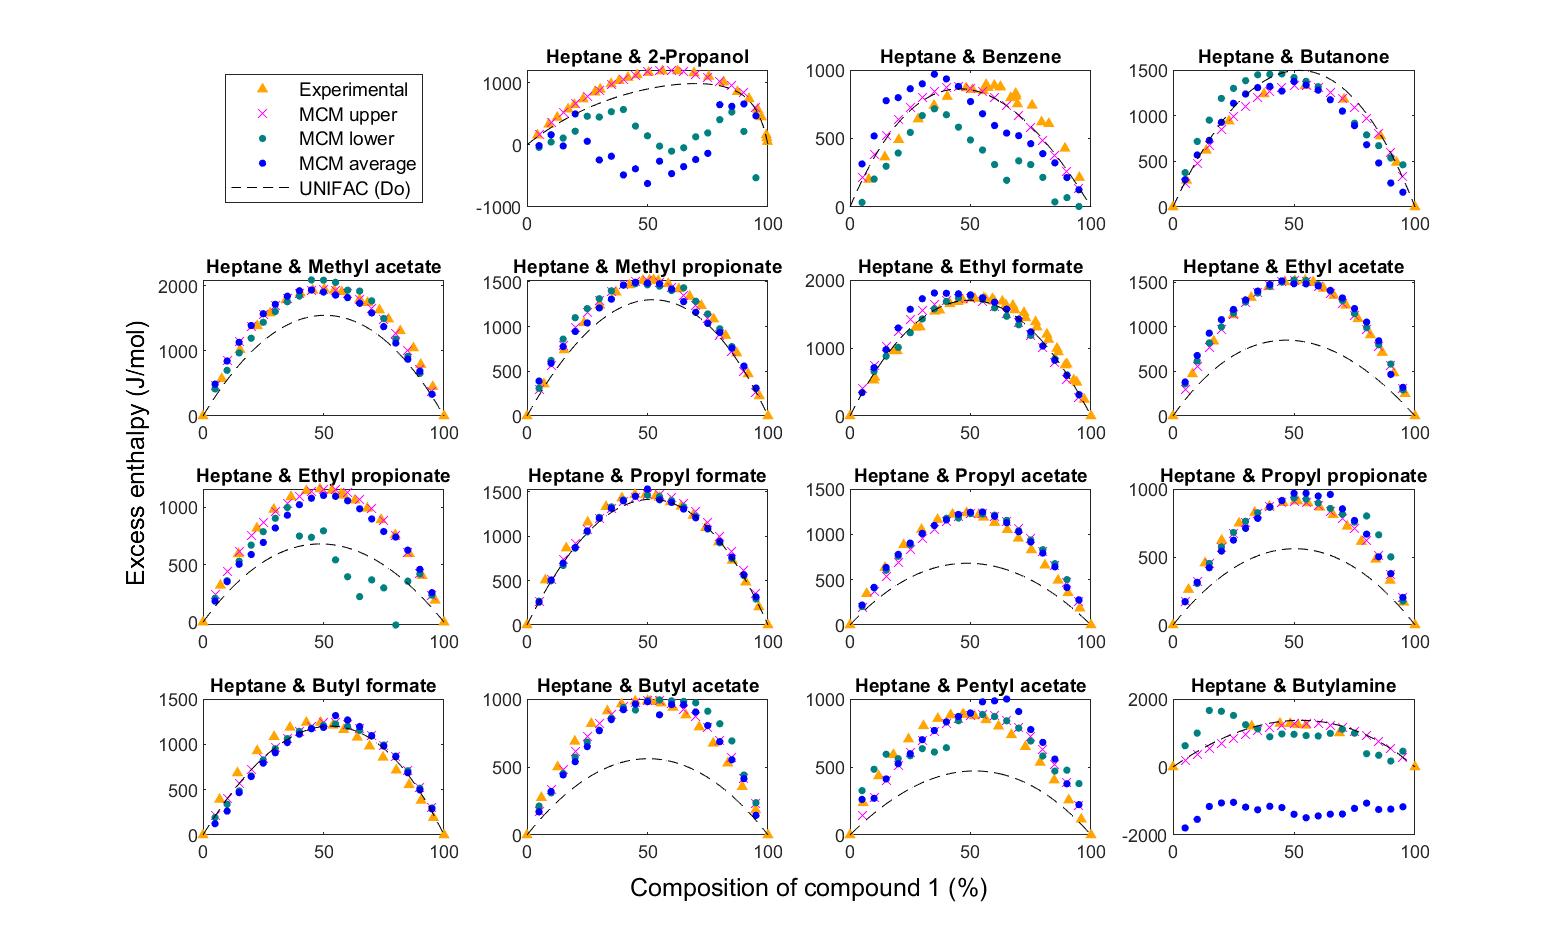 Experimental
MCM upper
MCM lower
MCM average
UNIFAC (Do)
Heptane & 2-Propanol
1000
0
-1000
0 50 100
Heptane & Benzene
1000
500
0
0 50 100
Heptane & Butanone
1500
1000
500
0
0 50 100
Excess enthalpy (J/mol)
Heptane & Methyl acetate
2000
1000
0
0 50 100
Heptane & Methyl propionate
1500
1000
500
0
0 50 100
Heptane & Ethyl formate
2000
1000
0
0 50 100
Heptane & Ethyl acetate
1500
1000
500
0
0 50 100
Heptane & Ethyl propionate
1000
500
0
0 50 100
Heptane & Propyl formate
1500
1000
500
0
0 50 100
Heptane & Propyl acetate
1500
1000
500
0
0 50 100
Heptane & Propyl propionate
1000
500
0
0 50 100
Heptane & Butyl formate
1500
1000
500
0
0 50 100
Heptane & Butyl acetate
1000
500
0
0 50 100
Heptane & Pentyl acetate
1000
500
0
0 50 100
Heptane & Butylamine
2000
0
-2000
0 50 100
Composition of compound 1 (%)